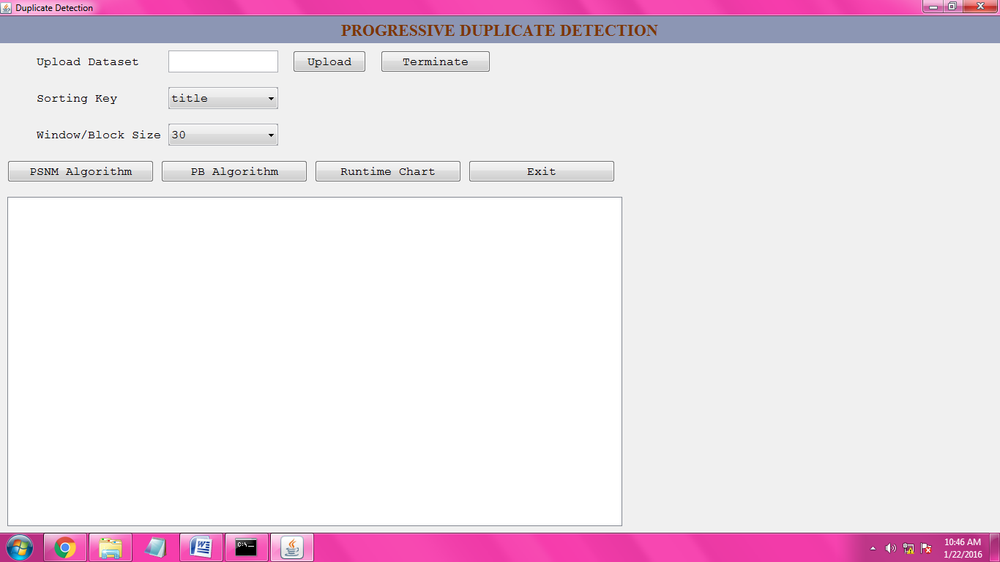 Duplicate Detection
PROGRESSIVE DUPLICATE DETECTION
Upload Dataset Upload Terminate
Sorting Key title
Window/Block Size 30
PSNM Algorithm PB Algorithm Runtime Chart Exit
C:\_
10:46 AM
1/22/2016